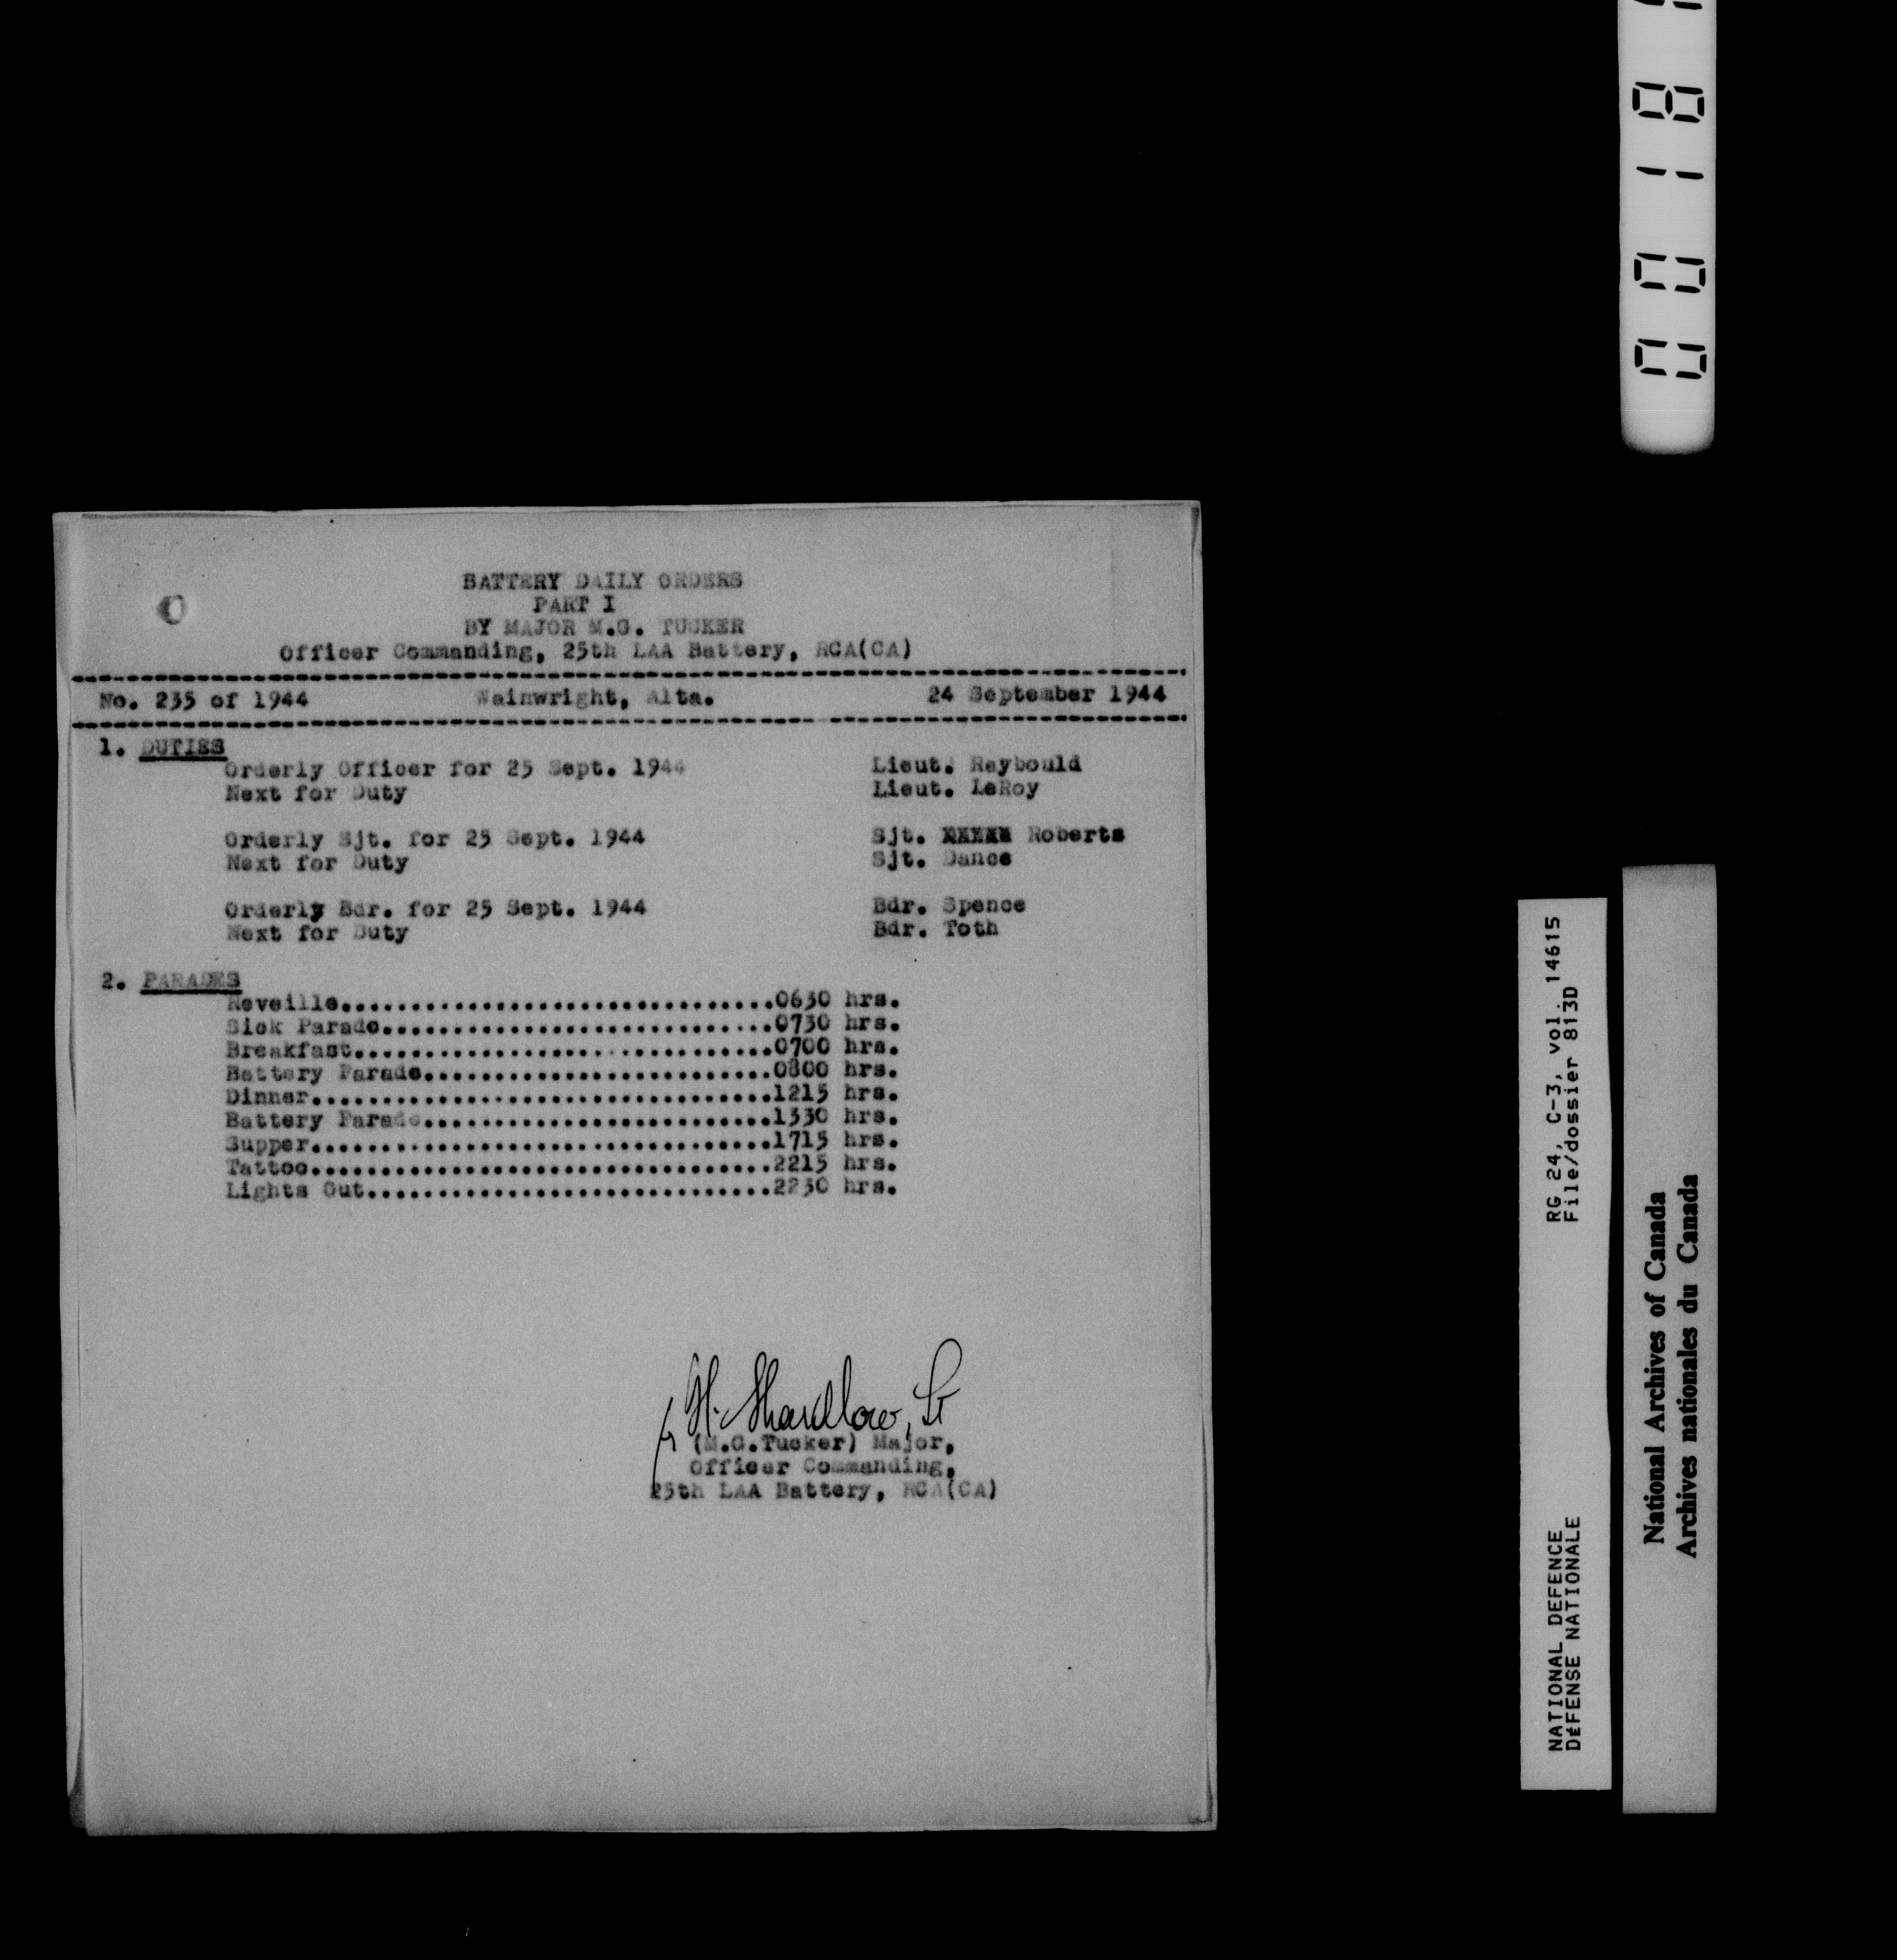 BATTERY DAILY ORDERS
PART I
BY MAJOR M.G. TUCKER
Officer Commanding, 25th LAA Battery, RCA(CA)
No. 235 of 1944 Wainwright, Alta. 24 September 1944
1. DUTIES
Orderly Officer for 25 Sept. 1944 Lieut. Raybould
Next for Duty Lieut. LeRoy
Orderly Sjt. for 25 Sept. 1944 Sjt. XXXXX Roberts
Next for Duty Sjt. Dance
Orderly Bdr. for 25 Sept. 1944 Bdr. Spence
Next for Duty Bdr. Toth
2. PARADES
Reveille...............................0630 hrs.
Sick Parade............................0730 hrs.
Breakfast..............................0700 hrs.
Battery Parade.........................0800 hrs.
Dinner.................................1215 hrs.
Battery Parade.........................1330 hrs.
Supper.................................1715 hrs.
Tattoo.................................2215 hrs.
Lights Out.............................2230 hrs.
H. Shardlow, Lt
(M.G.Tucker) Major,
Officer Commanding,
25th LAA Battery, RCA(CA)
NATIONAL DEFENCE RG 24, C-3, vol. 14615
DÉFENSE NATIONALE File/dossier 813D
National Archives of Canada
Archives nationales du Canada